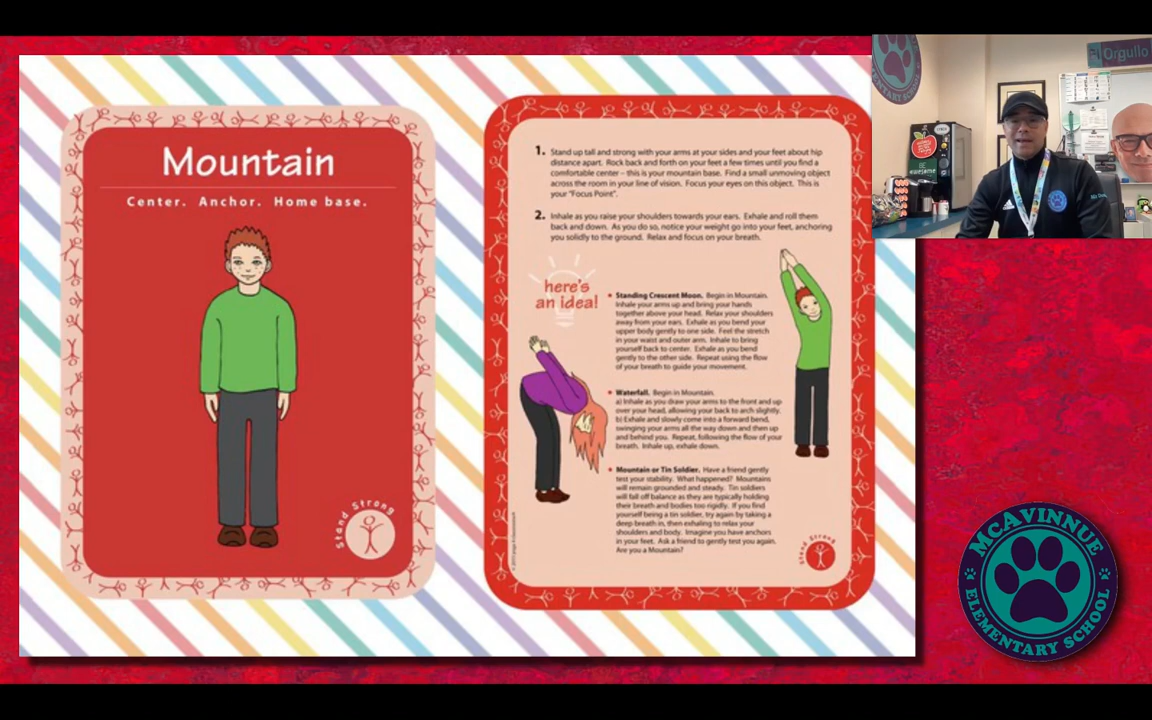 Mountain
Center. Anchor. Home base.
Stand Strong
1. Stand up tall and strong with your arms at your sides and your feet about hip
distance apart. Rock back and forth on your feet a few times until you find a
comfortable center – this is your mountain base. Find a small unmoving object
across the room in your line of vision. Focus your eyes on this object. This is
your "Focus Point".
2. Inhale as you raise your shoulders towards your ears. Exhale and roll them
back and down. As you do so, notice your weight go into your feet, anchoring
you solidly to the ground. Relax and focus on your breath.
here's
an idea!
• Standing Crescent Moon. Begin in Mountain.
Inhale your arms up and bring your hands
together above your head. Relax your shoulders
away from your ears. Exhale as you bend your
upper body gently to one side. Feel the stretch
in your waist and outer arm. Inhale to bring
yourself back to center. Exhale as you bend
gently to the other side. Repeat using the flow
of your breath to guide your movement.
• Waterfall. Begin in Mountain.
a) Inhale as you draw your arms to the front and up
over your head, allowing your back to arch slightly.
b) Exhale and slowly come into a forward bend,
swinging your arms all the way down and then up
and behind you. Repeat, following the flow of your
breath. Inhale up, exhale down.
• Mountain or Tin Soldier. Have a friend gently
test your stability. What happened? Mountains
will remain grounded and steady. Tin soldiers
will fall off balance as they are typically holding
their breath and bodies too rigidly. If you find
yourself being a tin soldier, try again by taking a
deep breath in, then exhaling to relax your
shoulders and body. Imagine you have anchors
in your feet. Ask a friend to gently test you again.
Are you a Mountain?
Stand Strong
Orgullo
BE
awesome
MCAVINNUE
ELEMENTARY SCHOOL